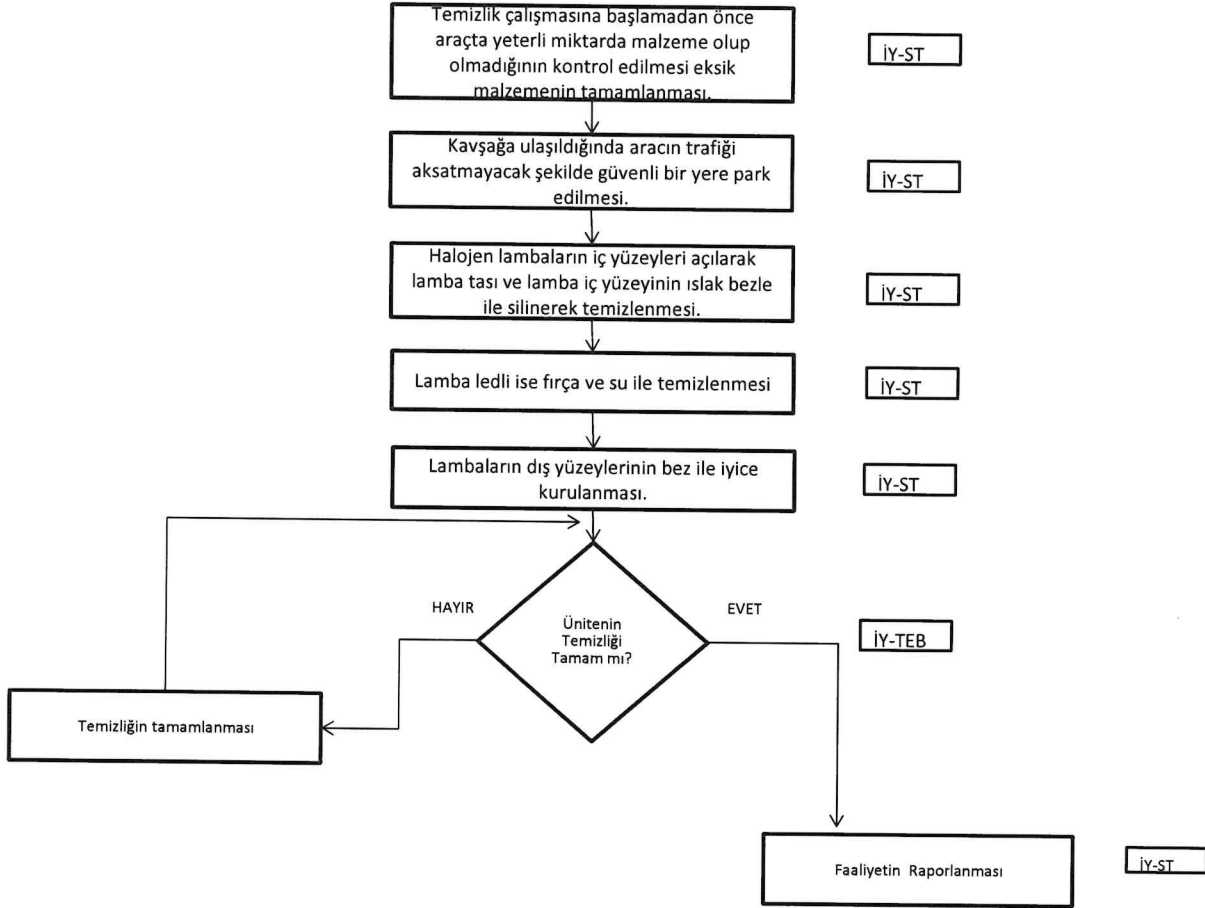 Temizlik çalışmasına başlamadan önce
araçta yeterli miktarda malzeme olup
olmadığının kontrol edilmesi eksik
malzemenin tamamlanması.
İY-ST
Kavşağa ulaşıldığında aracın trafiği
aksatmayacak şekilde güvenli bir yere park
edilmesi.
İY-ST
Halojen lambaların iç yüzeyleri açılarak
lamba tası ve lamba iç yüzeyinin ıslak bezle
ile silinerek temizlenmesi.
İY-ST
Lamba ledli ise fırça ve su ile temizlenmesi
İY-ST
Lambaların dış yüzeylerinin bez ile iyice
kurulanması.
İY-ST
HAYIR
EVET
Ünitenin
Temizliği
Tamam mı?
İY-TEB
Temizliğin tamamlanması
Faaliyetin Raporlanması
İY-ST